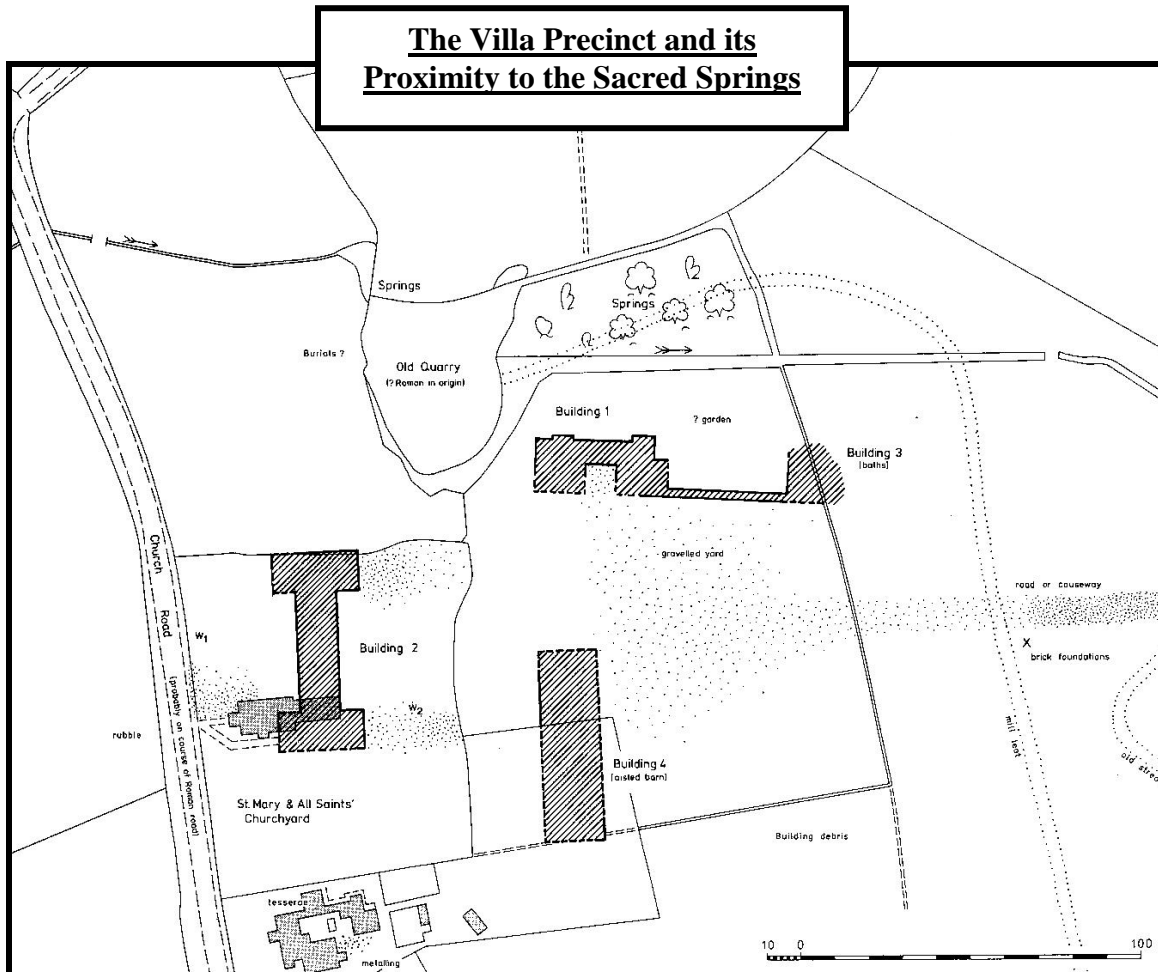 The Villa Precinct and its
Proximity to the Sacred Springs
Springs
Springs
Burials ?
Old Quarry
(? Roman in origin)
Building 1
? garden
Building 3
[baths]
gravelled yard
road or causeway
X
brick foundations
Church Road
[probably on course of Roman road]
W1
Building 2
W2
rubble
mill leat
old strea
Building 4
[aisled barn]
St. Mary & All Saints'
Churchyard
Building debris
tesserae
metalling
10 0 100